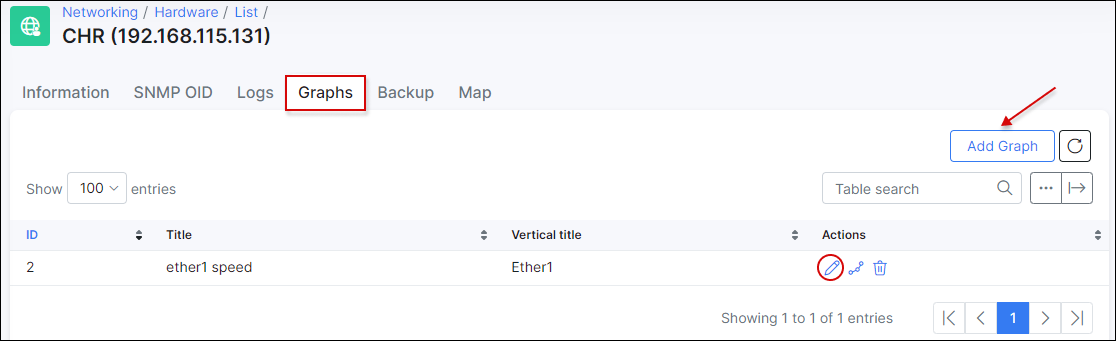 Networking / Hardware / List /
CHR (192.168.115.131)
Information SNMP OID Logs Graphs Backup Map
Add Graph
Show 100 entries Table search
ID Title Vertical title Actions
2 ether1 speed Ether1
Showing 1 to 1 of 1 entries 1